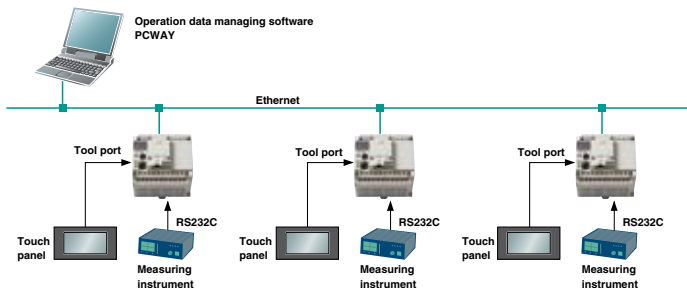 Operation data managing software
PCWAY
Ethernet
Tool port
Tool port
Tool port
RS232C
RS232C
RS232C
Touch
panel
Touch
panel
Touch
panel
Measuring
instrument
Measuring
instrument
Measuring
instrument